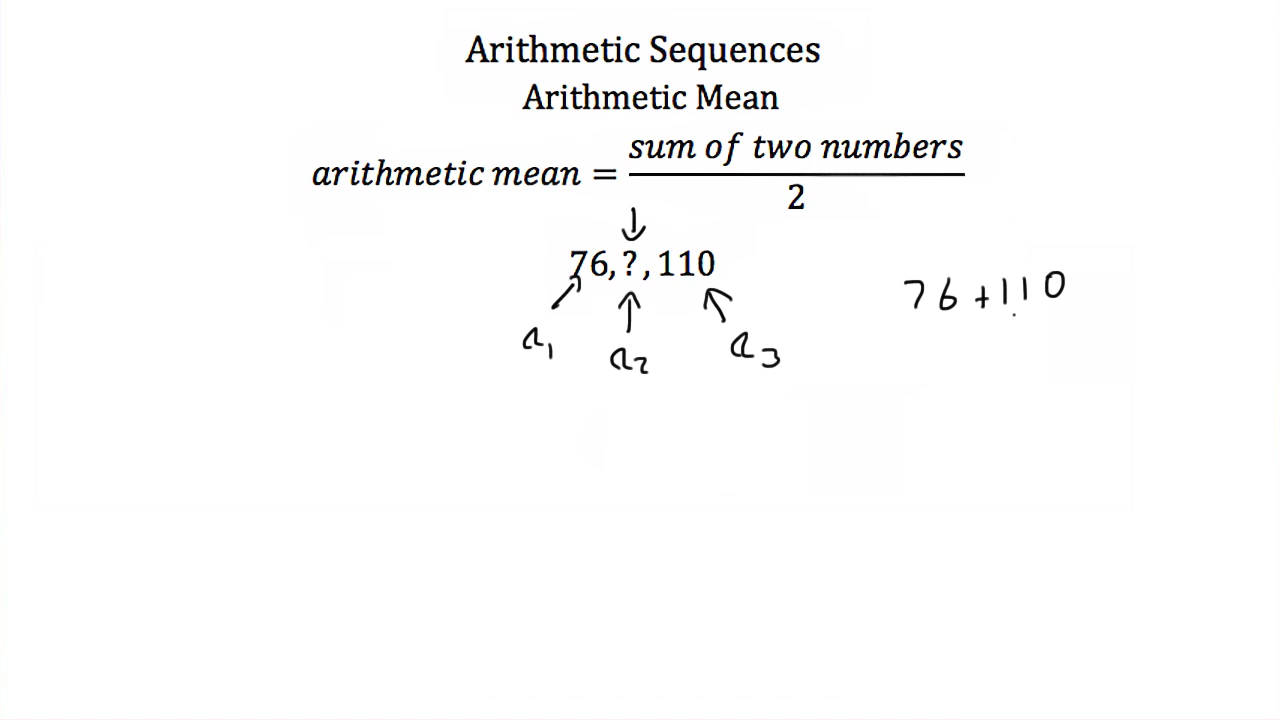 Arithmetic Sequences
Arithmetic Mean
arithmetic mean = sum of two numbers / 2
76, ?, 110
76+110
a1 a2 a3